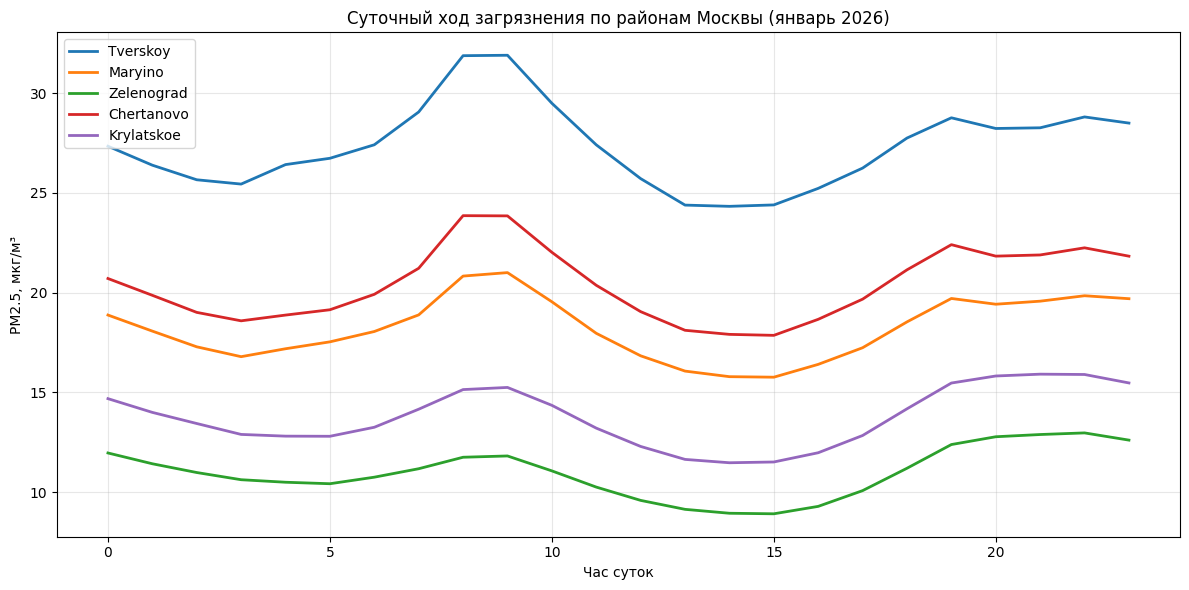 Суточный ход загрязнения по районам Москвы (январь 2026)
Tverskoy
Maryino
Zelenograd
Chertanovo
Krylatskoe
PM2.5, мкг/м³
30
25
20
15
10
0 5 10 15 20
Час суток